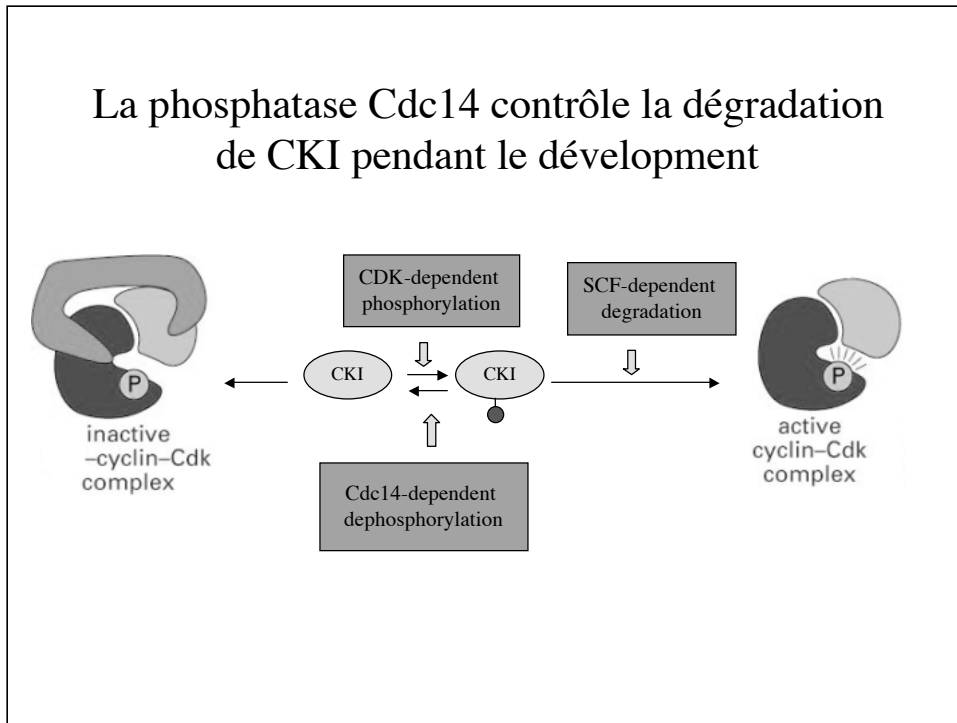 La phosphatase Cdc14 contrôle la dégradation
de CKI pendant le dévelopment
CDK-dependent
phosphorylation
SCF-dependent
degradation
CKI
CKI
P
P
inactive
–cyclin–Cdk
complex
active
cyclin–Cdk
complex
Cdc14-dependent
dephosphorylation